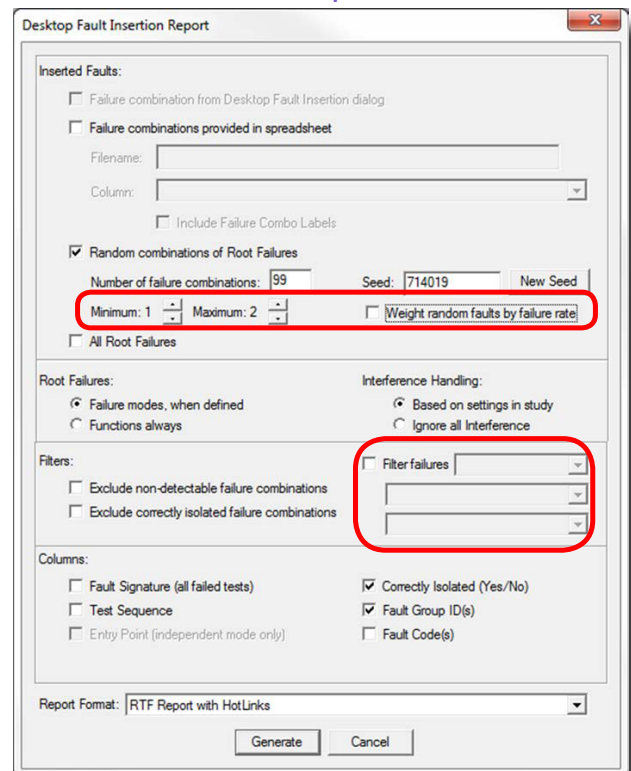 Desktop Fault Insertion Report
Inserted Faults:
Failure combination from Desktop Fault Insertion dialog
Failure combinations provided in spreadsheet
Filename:
Column:
Include Failure Combo Labels
Random combinations of Root Failures
Number of failure combinations: 99 Seed: 714019 New Seed
Minimum: 1 Maximum: 2 Weight random faults by failure rate
All Root Failures
Root Failures: Interference Handling:
Failure modes, when defined Based on settings in study
Functions always Ignore all Interference
Filters: Filter failures
Exclude non-detectable failure combinations
Exclude correctly isolated failure combinations
Columns:
Fault Signature (all failed tests) Correctly Isolated (Yes/No)
Test Sequence Fault Group ID(s)
Entry Point (independent mode only) Fault Code(s)
Report Format: RTF Report with HotLinks
Generate Cancel